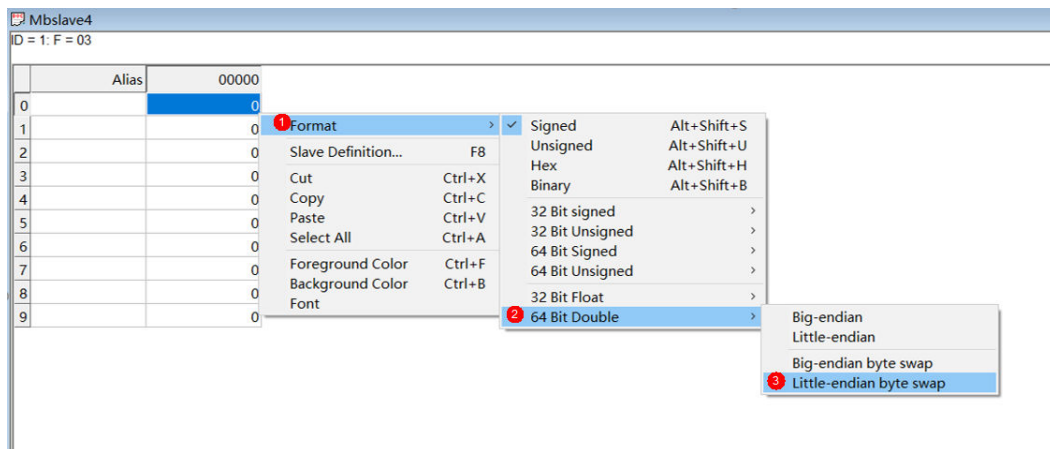 Mbslave4
ID = 1: F = 03
Alias 00000
0 0
1 0
2 0
3 0
4 0
5 0
6 0
7 0
8 0
9 0
1 Format >
Slave Definition... F8
Cut Ctrl+X
Copy Ctrl+C
Paste Ctrl+V
Select All Ctrl+A
Foreground Color Ctrl+F
Background Color Ctrl+B
Font
✓ Signed Alt+Shift+S
Unsigned Alt+Shift+U
Hex Alt+Shift+H
Binary Alt+Shift+B
32 Bit signed >
32 Bit Unsigned >
64 Bit Signed >
64 Bit Unsigned >
32 Bit Float >
2 64 Bit Double >
Big-endian
Little-endian
Big-endian byte swap
3 Little-endian byte swap